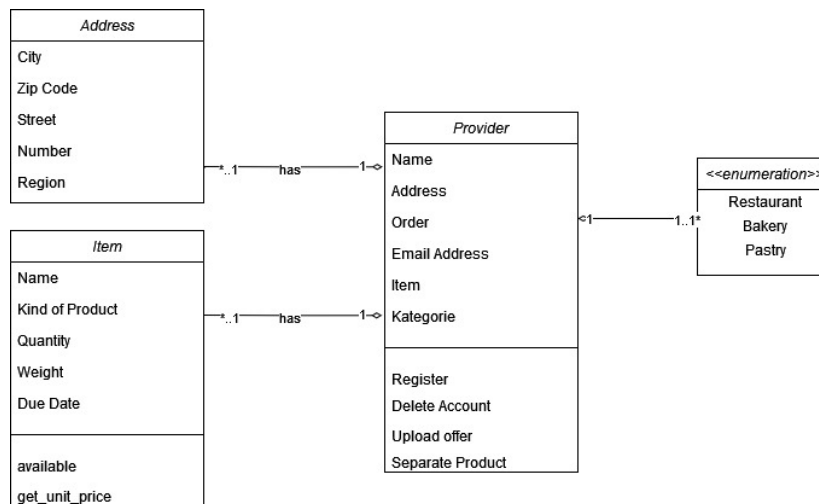 Address
City
Zip Code
Street
Number
Region
*..1 has 1
Item
Name
Kind of Product
Quantity
Weight
Due Date
available
get_unit_price
*..1 has 1
Provider
Name
Address
Order
Email Address
Item
Kategorie
Register
Delete Account
Upload offer
Separate Product
1 1..1*
<<enumeration>>
Restaurant
Bakery
Pastry